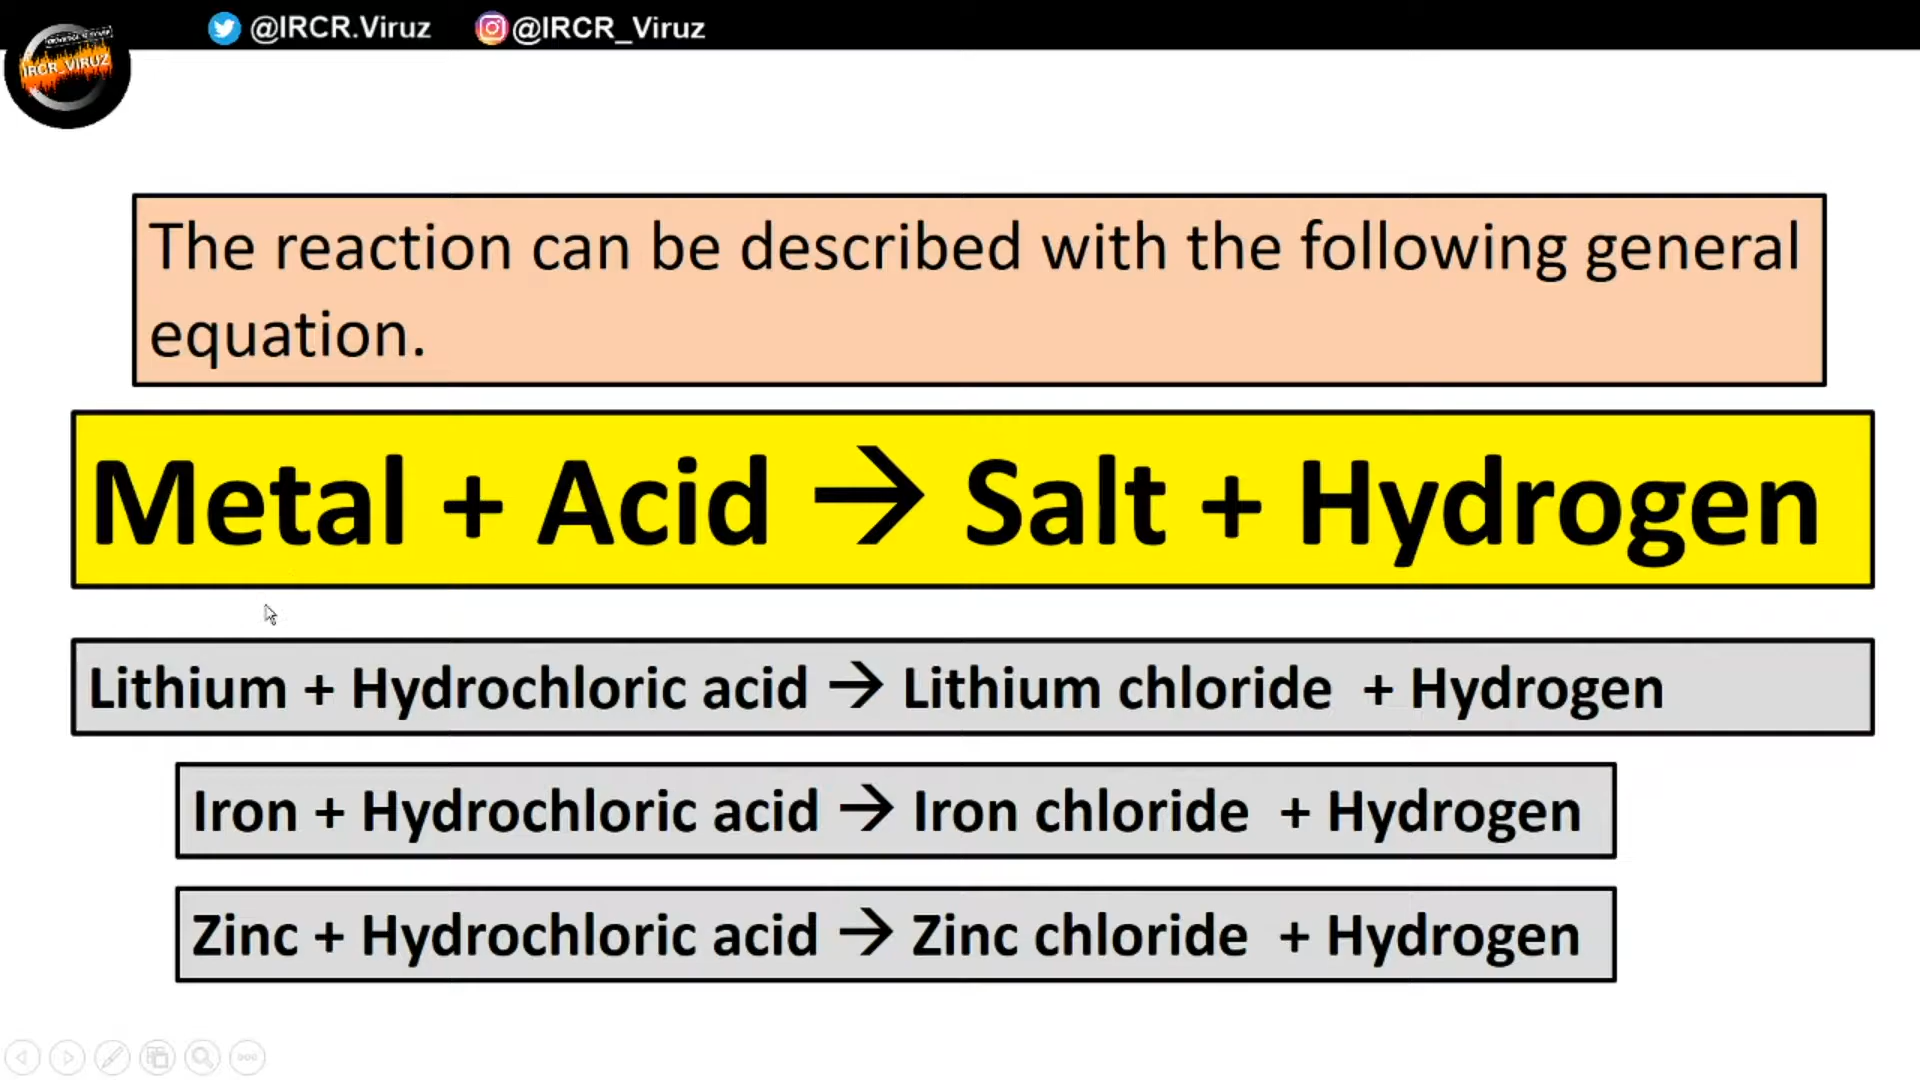 @IRCR.Viruz @IRCR_Viruz
IRCR_VIRUZ
The reaction can be described with the following general
equation.
Metal + Acid → Salt + Hydrogen
Lithium + Hydrochloric acid → Lithium chloride + Hydrogen
Iron + Hydrochloric acid → Iron chloride + Hydrogen
Zinc + Hydrochloric acid → Zinc chloride + Hydrogen